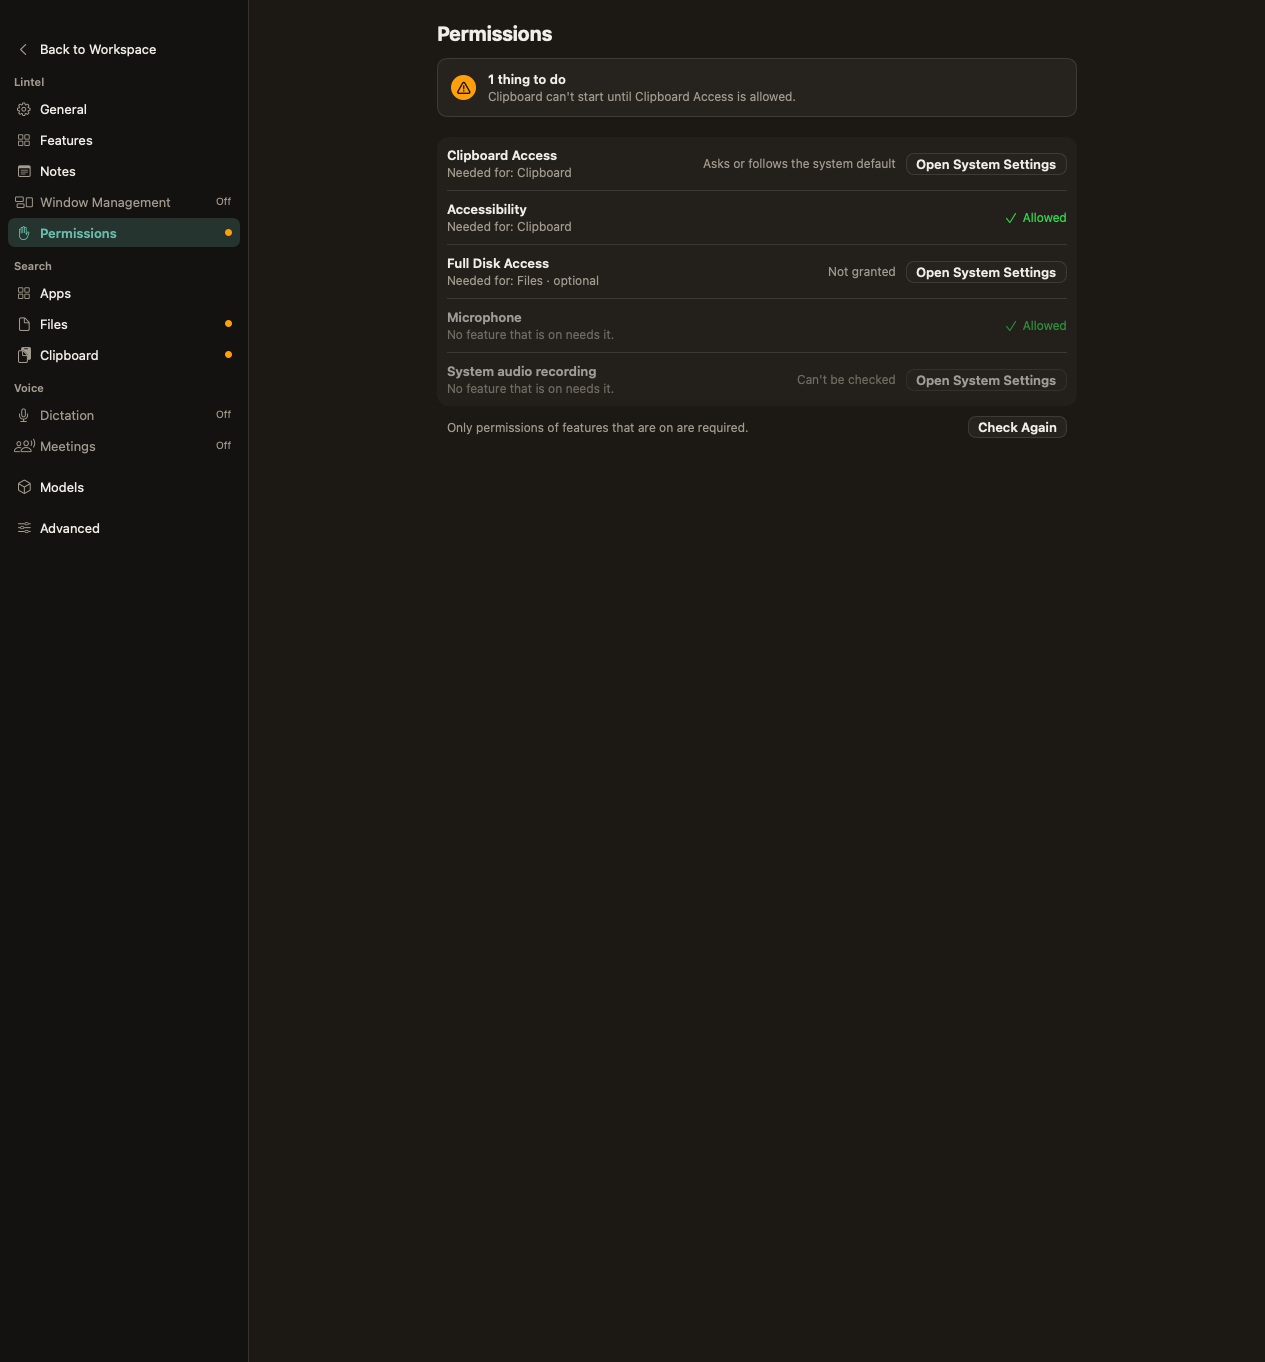 Back to Workspace
Lintel
General
Features
Notes
Window Management Off
Permissions
Search
Apps
Files
Clipboard
Voice
Dictation Off
Meetings Off
Models
Advanced
Permissions
1 thing to do
Clipboard can't start until Clipboard Access is allowed.
Clipboard Access
Needed for: Clipboard
Asks or follows the system default Open System Settings
Accessibility
Needed for: Clipboard
Allowed
Full Disk Access
Needed for: Files · optional
Not granted Open System Settings
Microphone
No feature that is on needs it.
Allowed
System audio recording
No feature that is on needs it.
Can't be checked Open System Settings
Only permissions of features that are on are required. Check Again